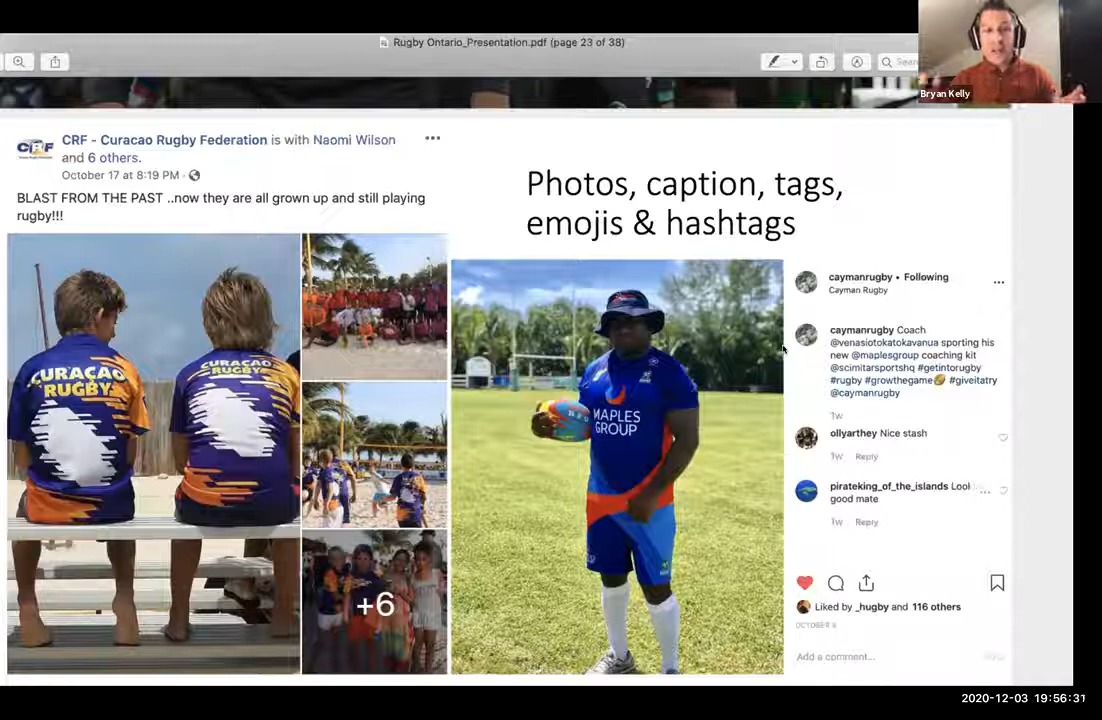 Rugby Ontario_Presentation.pdf (page 23 of 38)
Bryan Kelly
CRF - Curacao Rugby Federation is with Naomi Wilson
and 6 others.
October 17 at 8:19 PM
BLAST FROM THE PAST ..now they are all grown up and still playing
rugby!!!
CURAÇAO
RUGBY
CURAÇAO
RUGBY
+6
Photos, caption, tags,
emojis & hashtags
MAPLES
GROUP
caymanrugby • Following
Cayman Rugby
caymanrugby Coach
@venasiotokatokavanua sporting his
new @maplesgroup coaching kit
@scimitarsportshq #getintorugby
#rugby #growthegame🏉 #giveitatry
@caymanrugby
1w
ollyarthey Nice stash
1w Reply
pirateking_of_the_islands
good mate
1w Reply
Liked by _hugby and 116 others
OCTOBER
Add a comment...
2020-12-03 19:56:31